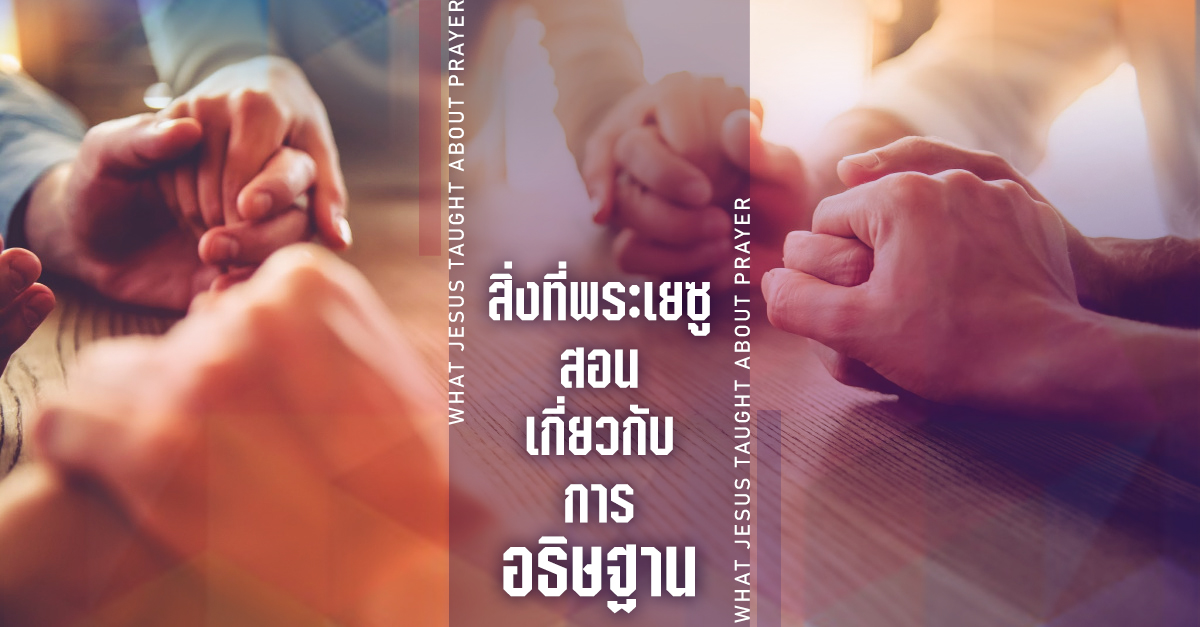 WHAT JESUS TAUGHT ABOUT PRAYER
สิ่งที่พระเยซู
สอน
เกี่ยวกับ
การ
อธิษฐาน
WHAT JESUS TAUGHT ABOUT PRAYER